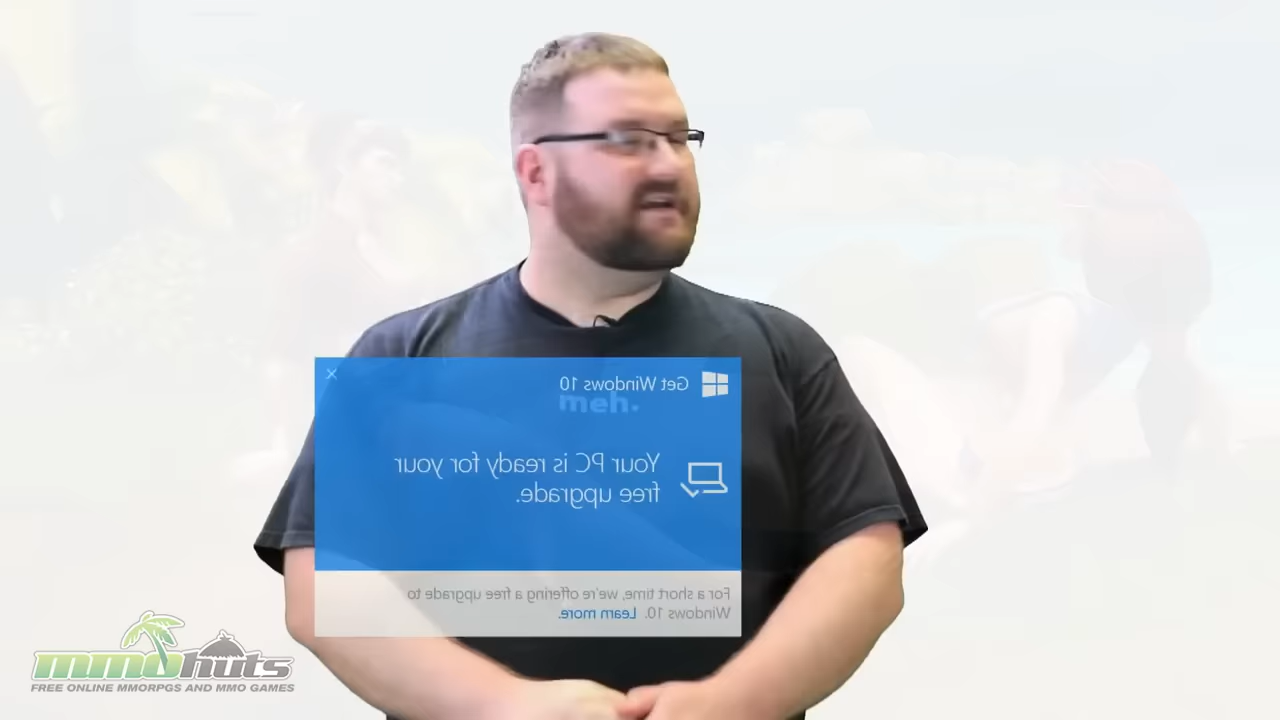 Get Windows 10
meh.
Your PC is ready for your
free upgrade.
For a short time, we're offering a free upgrade to
Windows 10. Learn more.
mmohuts
FREE ONLINE MMORPGS AND MMO GAMES